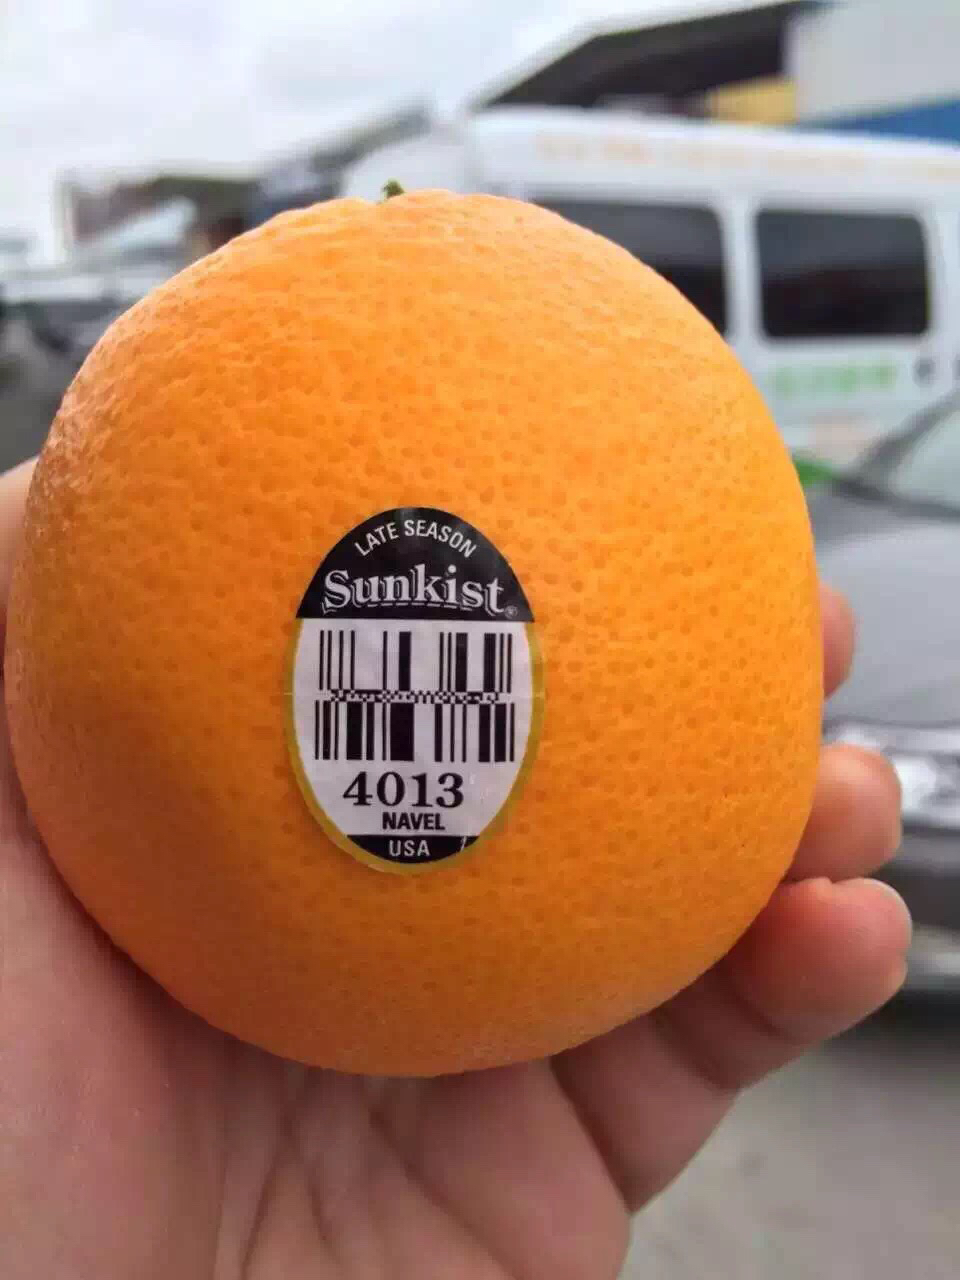 LATE SEASON
Sunkist®
4013
NAVEL
USA